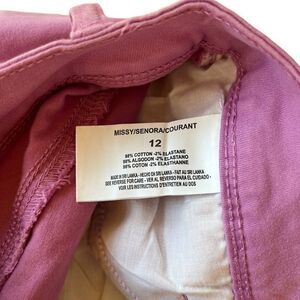 MISSY/SENORA/COURANT
12
98% COTTON -2% ELASTANE
98% ALGODON -2% ELASTANO
98% COTON -2% ELASTHANNE
MADE IN SRI LANKA - HECHO EN SRI LANKA - FAIT AU SRI LANKA
SEE REVERSE FOR CARE - VER AL REVERSO PARA EL CUIDADO -
VOIR LES INSTRUCTIONS D'ENTRETIEN AU DOS